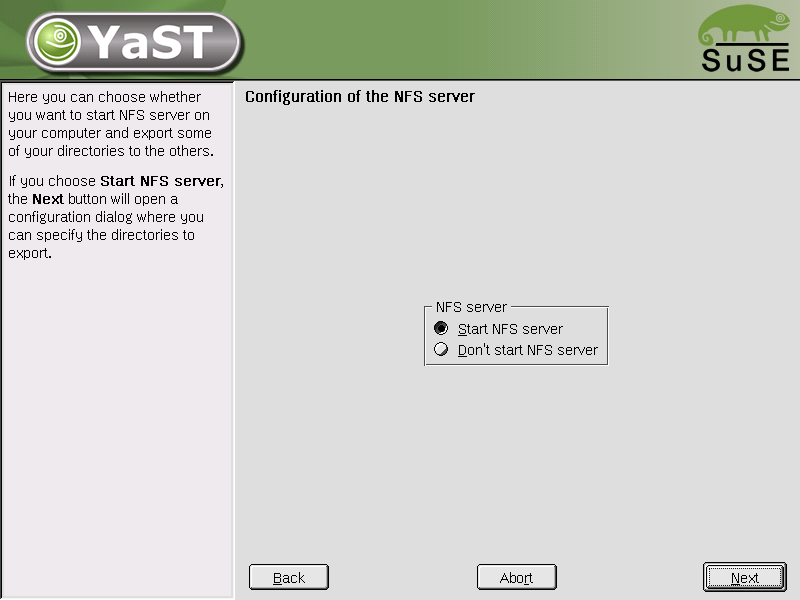 YaST
SuSE
Here you can choose whether
you want to start NFS server on
your computer and export some
of your directories to the others.
If you choose Start NFS server,
the Next button will open a
configuration dialog where you
can specify the directories to
export.
Configuration of the NFS server
NFS server
Start NFS server
Don't start NFS server
Back
Abort
Next